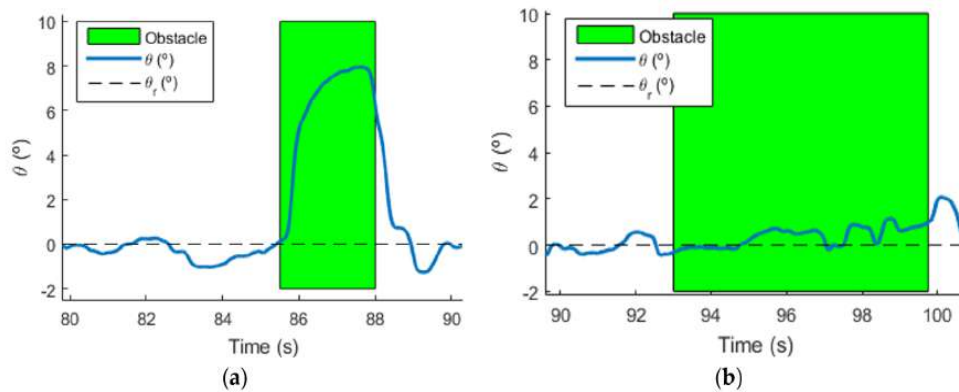 10
8
6
4
2
0
-2
θ (º)
Obstacle
θ (º)
θr (º)
80 82 84 86 88 90
Time (s)
(a)
10
8
6
4
2
0
-2
θ (º)
Obstacle
θ (º)
θr (º)
90 92 94 96 98 100
Time (s)
(b)